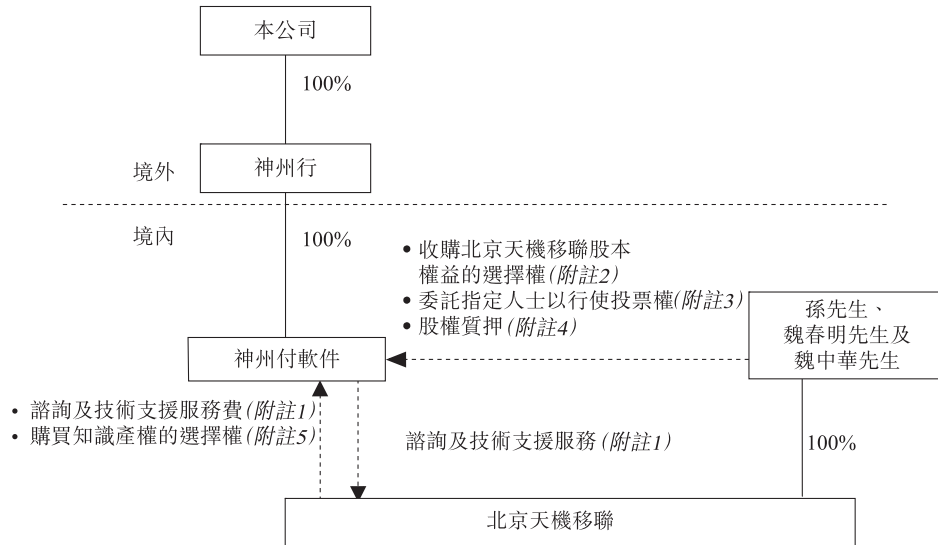 本公司
100%
神州行
境外
境內
100%
• 收購北京天機移聯股本
權益的選擇權(附註2)
• 委託指定人士以行使投票權(附註3)
• 股權質押(附註4)
孫先生、
魏春明先生及
魏中華先生
神州付軟件
• 諮詢及技術支援服務費(附註1)
• 購買知識產權的選擇權(附註5)
諮詢及技術支援服務(附註1)
100%
北京天機移聯